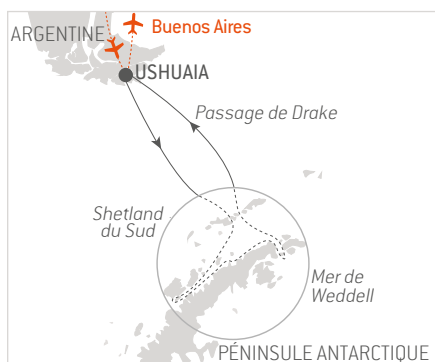 ARGENTINE
Buenos Aires
USHUAIA
Passage de Drake
Shetland
du Sud
Mer de
Weddell
PÉNINSULE ANTARCTIQUE